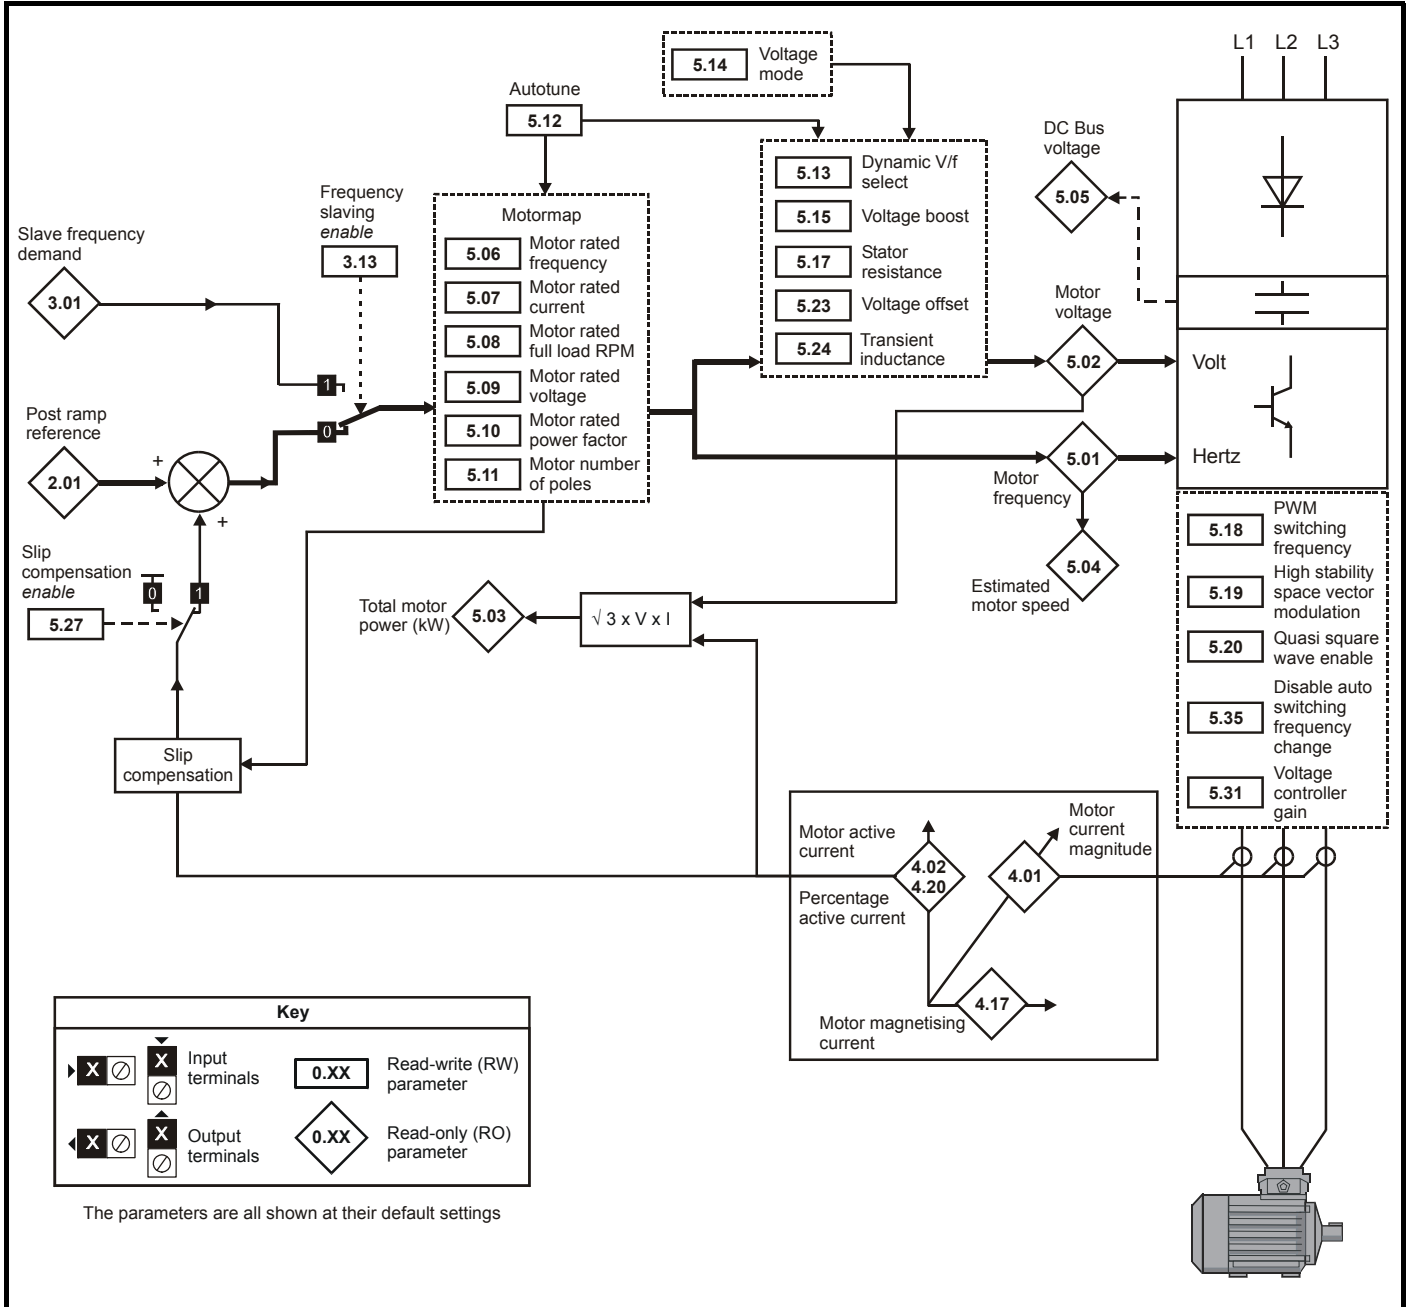 L1 L2 L3
5.14
Voltage
mode
Autotune
5.12
DC Bus
voltage
5.05
5.13
Dynamic V/f
select
5.15
Voltage boost
5.17
Stator
resistance
5.23
Voltage offset
5.24
Transient
inductance
Frequency
slaving
enable
3.13
Motormap
5.06
Motor rated
frequency
5.07
Motor rated
current
5.08
Motor rated
full load RPM
5.09
Motor rated
voltage
5.10
Motor rated
power factor
5.11
Motor number
of poles
Slave frequency
demand
3.01
1
0
Post ramp
reference
2.01
+
+
Motor
voltage
5.02
Volt
Hertz
5.01
Motor
frequency
5.04
Estimated
motor speed
Slip
compensation
enable
5.27
0
1
Total motor
power (kW)
5.03
√ 3 x V x I
5.18
PWM
switching
frequency
5.19
High stability
space vector
modulation
5.20
Quasi square
wave enable
5.35
Disable auto
switching
frequency
change
5.31
Voltage
controller
gain
Slip
compensation
Motor active
current
4.02
4.20
Percentage
active current
Motor
current
magnitude
4.01
4.17
Motor magnetising
current
Key
X
X
Input
terminals
0.XX
Read-write (RW)
parameter
X
X
Output
terminals
0.XX
Read-only (RO)
parameter
The parameters are all shown at their default settings